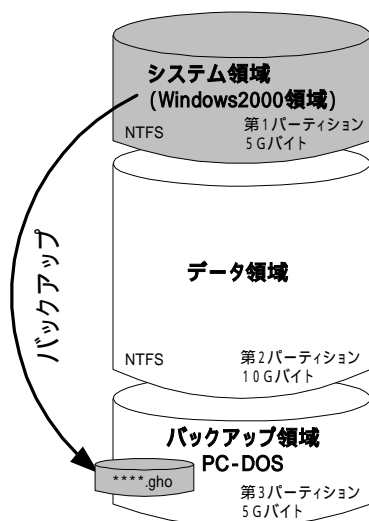 システム領域
(Windows2000領域)
NTFS
第1パーティション
5Gバイト
バックアップ
データ領域
NTFS
第2パーティション
10Gバイト
バックアップ領域
PC-DOS
****.gho
第3パーティション
5Gバイト